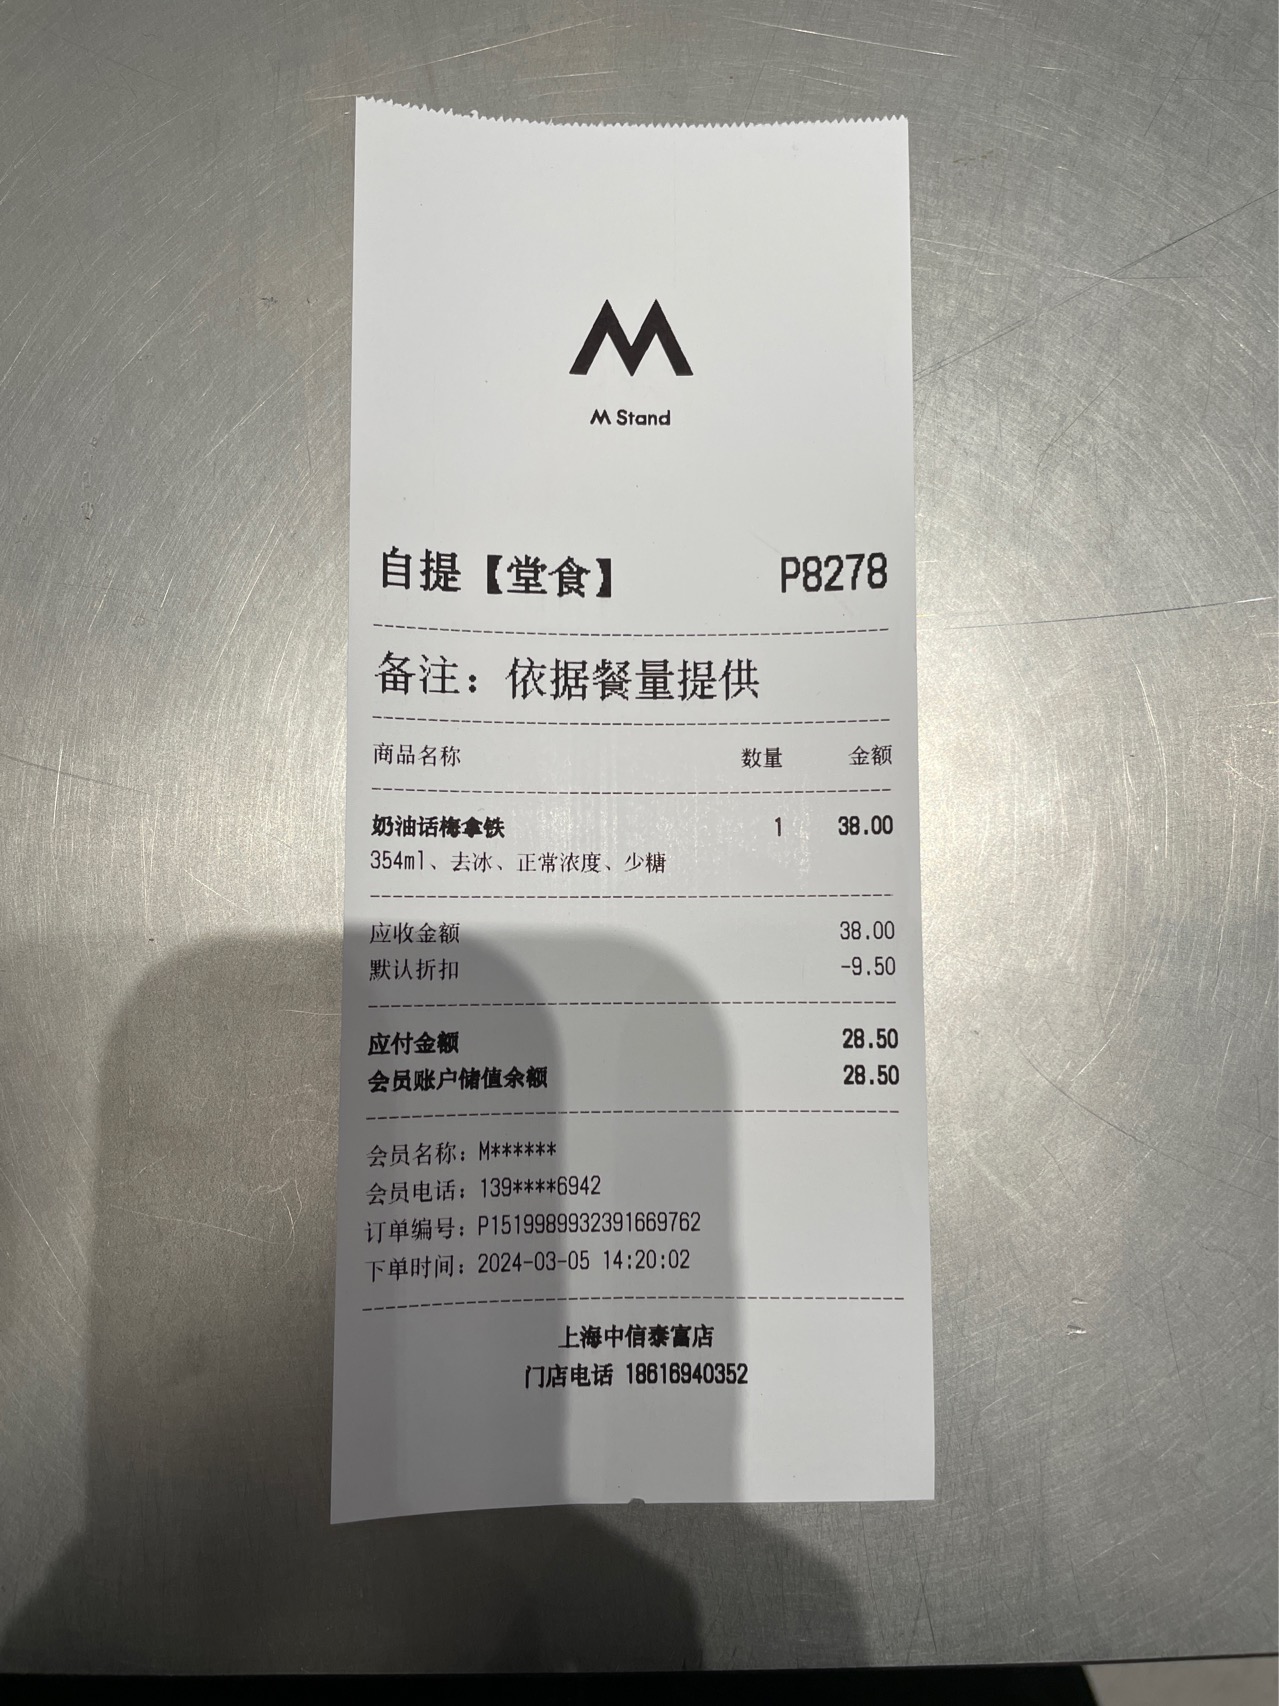 M
M Stand
自提【堂食】 P8278
备注：依据餐量提供
商品名称 数量 金额
奶油话梅拿铁 1 38.00
354ml、去冰、正常浓度、少糖
应收金额 38.00
默认折扣 -9.50
应付金额 28.50
会员账户储值余额 28.50
会员名称：M******
会员电话：139****6942
订单编号：P1519989932391669762
下单时间：2024-03-05 14:20:02
上海中信泰富店
门店电话 18616940352